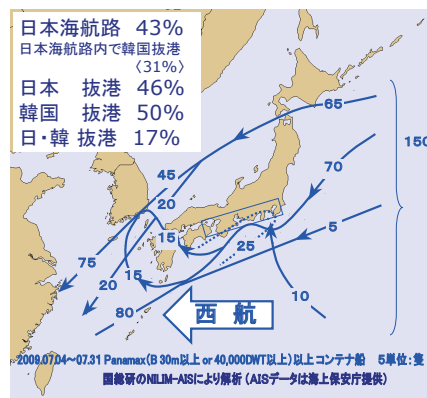 日本海航路 43%
日本海航路内で韓国抜港
〈31%〉
日本 抜港 46%
韓国 抜港 50%
日・韓 抜港 17%
65
150
45
70
20
5
15
25
75
15
20
10
80
西 航
2009.07.04～07.31 Panamax(B 30m以上 or 40,000DWT以上)以上 コンテナ船 5単位：隻
国総研のNILIM-AISにより解析（AISデータは海上保安庁提供）